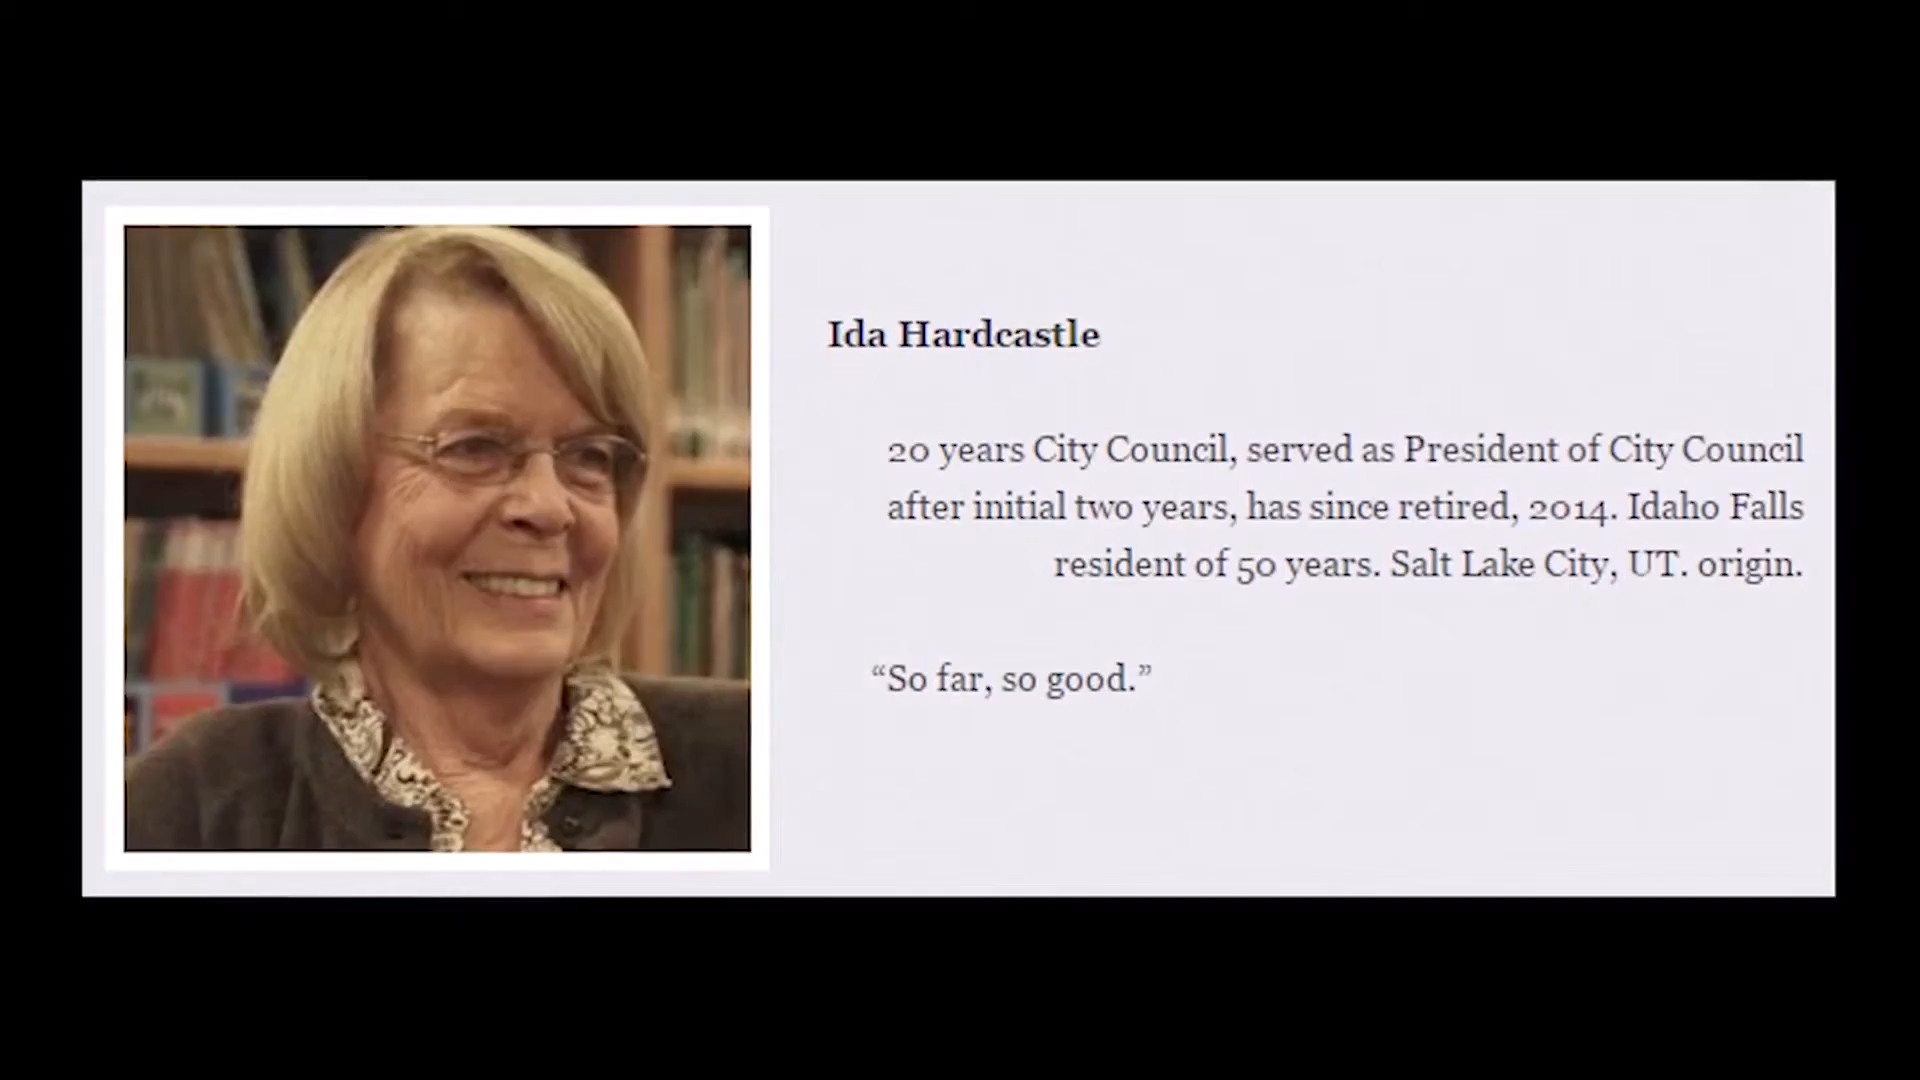 Ida Hardcastle
20 years City Council, served as President of City Council
after initial two years, has since retired, 2014. Idaho Falls
resident of 50 years. Salt Lake City, UT. origin.
“So far, so good.”